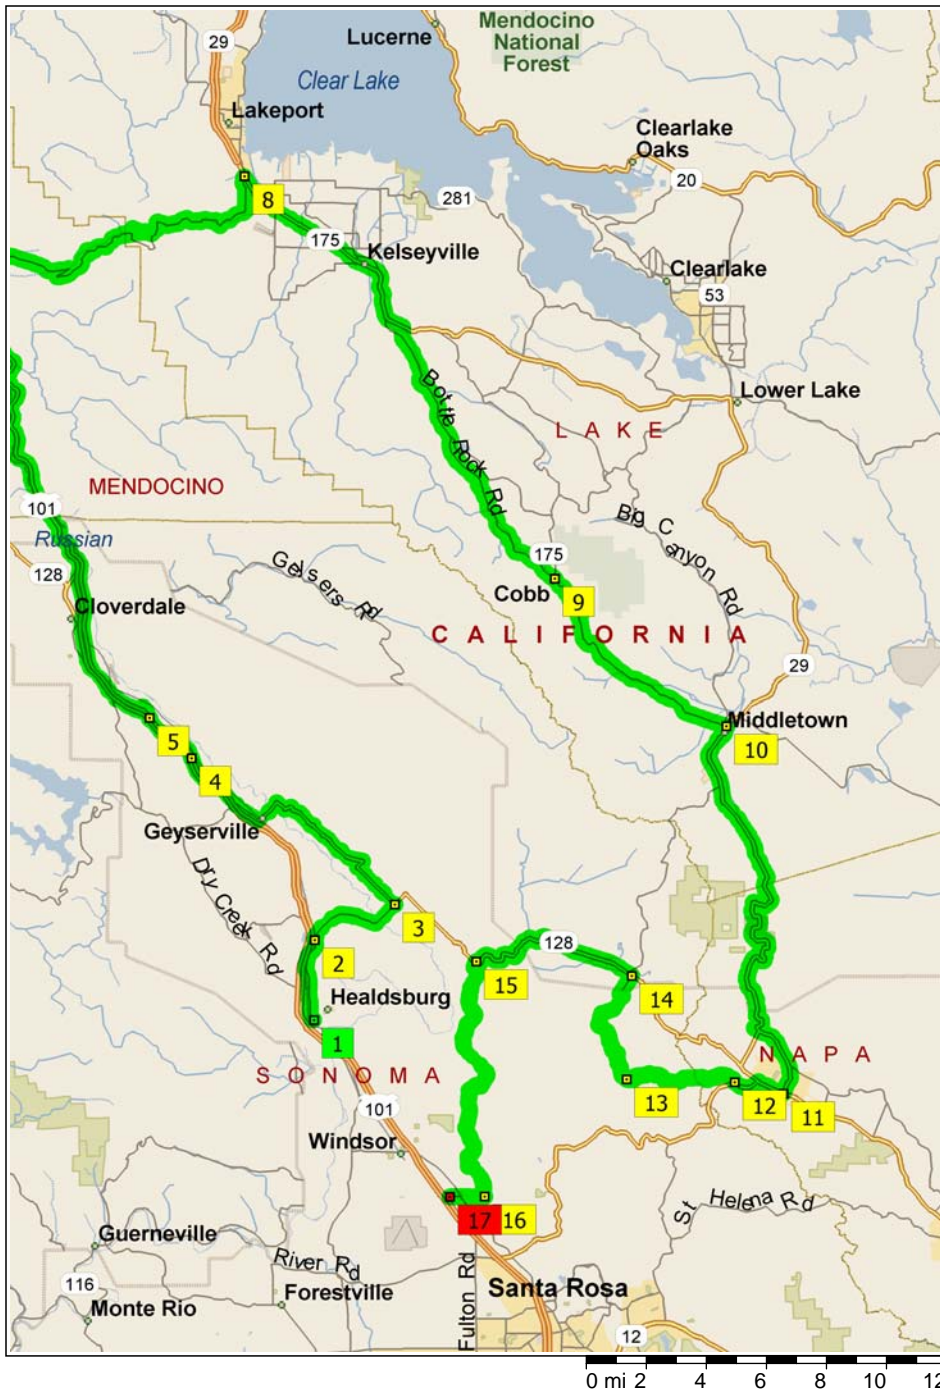 Mendocino
National
Forest
29
Lucerne
Clear Lake
Lakeport
Clearlake
Oaks
20
8
281
175
Kelseyville
Clearlake
53
Bottle Rock Rd
Lower Lake
L A K E
MENDOCINO
101
Russian
Big Canyon Rd
128
Geysers Rd
175
Cloverdale
Cobb
9
C A L I F O R N I A
29
Middletown
5
10
4
Geyserville
Dry Creek Rd
3
2
128
15
14
Healdsburg
1
N A P A
S O N O M A
13
12
11
101
Windsor
St Helena Rd
17
16
Guerneville
River Rd
116
Forestville
Santa Rosa
Monte Rio
Fulton Rd
12
0 mi 2 4 6 8 10 12